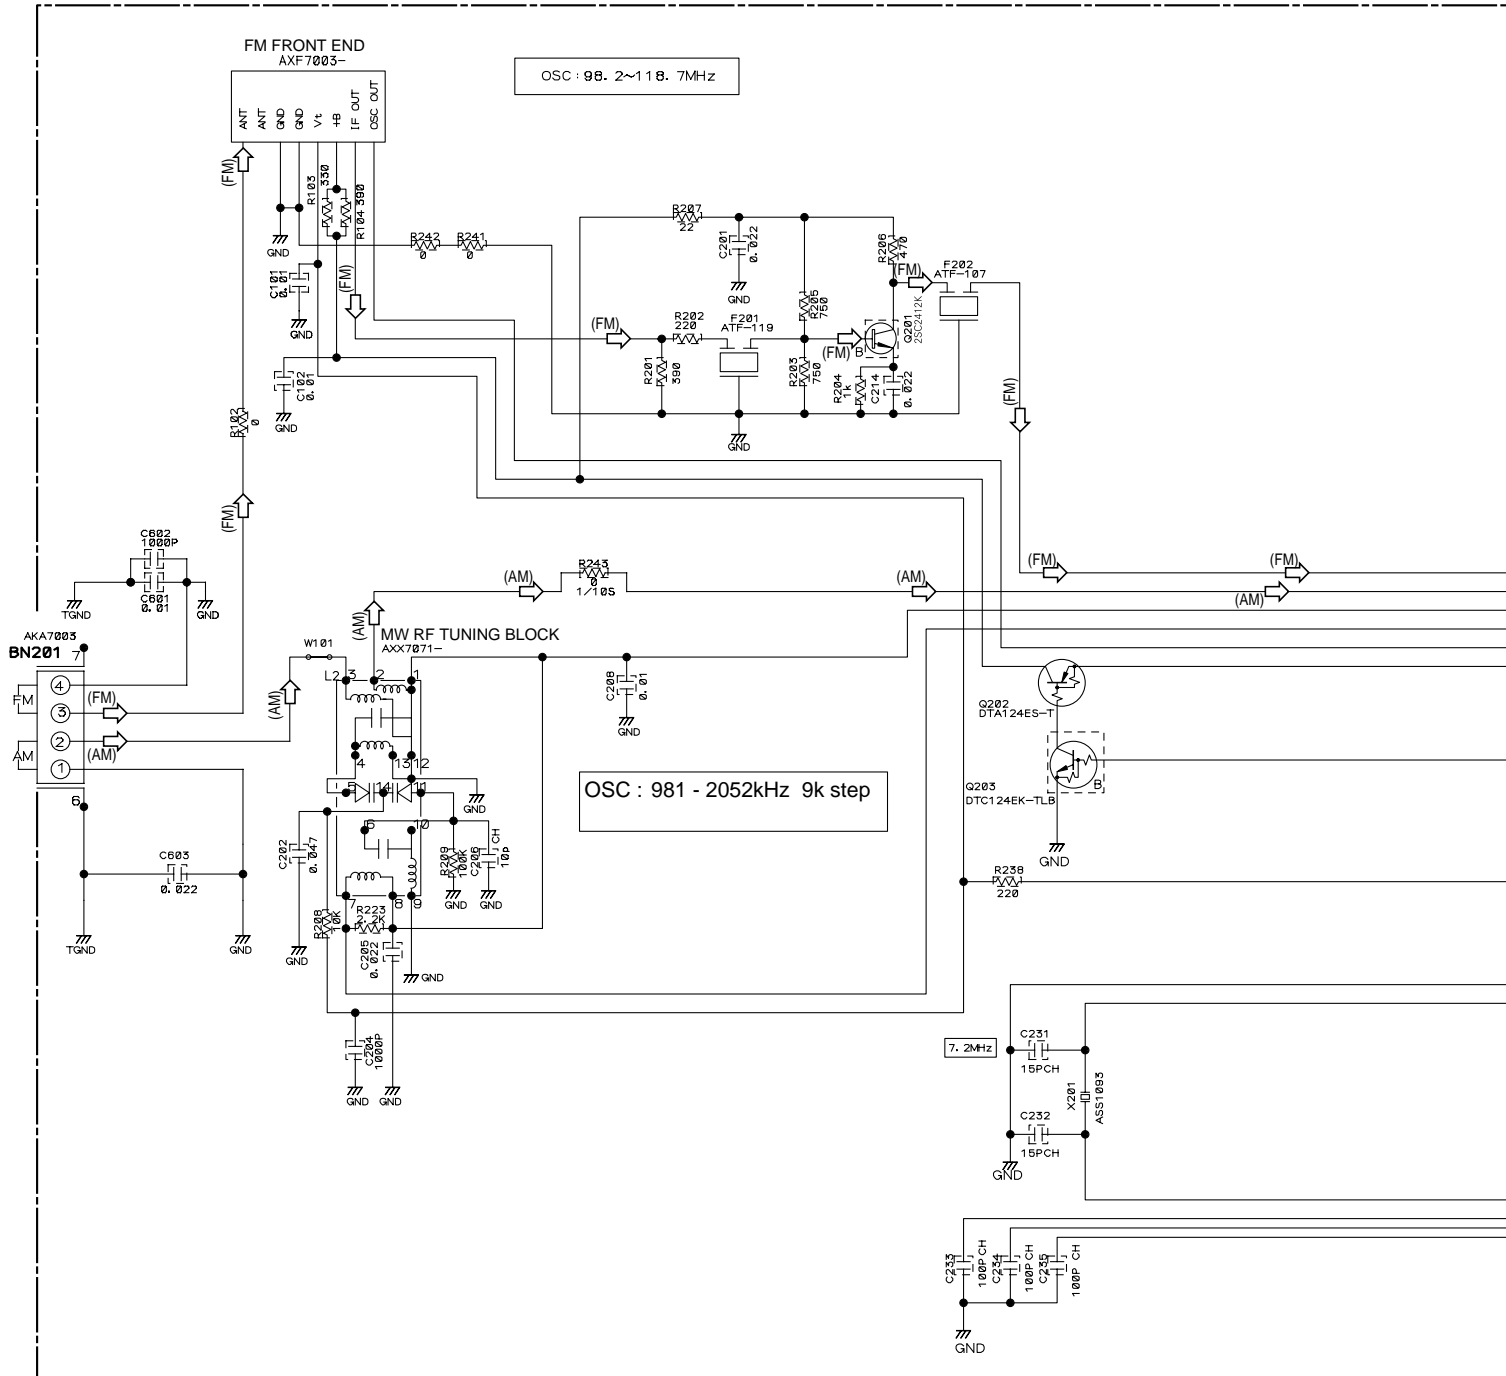 FM FRONT END
AXF7003-
OSC : 98. 2~118. 7MHz
ANT
ANT
GND
GND
Vt
+B
IF OUT
OSC OUT
(FM)
R103
330
R104 390
GND
C101
0.01
GND
(FM)
R242
0
R241
0
R207
22
C201
0.022
GND
R206
470
(FM)
F202
ATF-107
R205
750
Q201
2SC2412K
(FM)
R202
220
F201
ATF-119
(FM)
B
R201
390
R203
750
R204
1k
C214
0.022
GND
(FM)
C102
0.01
GND
R102
0
(FM)
C602
1000P
C601
0.01
TGND
GND
(AM)
R243
0
1/10S
(AM)
(FM)
(FM)
(AM)
AKA7003
BN201
7
FM
AM
4
3
2
1
(FM)
(AM)
6
C603
0.022
TGND
GND
(AM)
W101
(AM)
MW RF TUNING BLOCK
AXX7071-
L2
3
2
1
4
13
12
5
14
11
GND
6
10
7
8
9
C208
0.01
GND
OSC : 981 - 2052kHz 9k step
C202
0.047
GND
R209
100K
GND
C206
10P
CH
GND
R208
10K
R223
2.2K
C205
0.022
GND
C204
1000P
GND
GND
Q202
DTA124ES-T
Q203
DTC124EK-TLB
B
GND
R238
220
7. 2MHz
C231
15PCH
X201
ASS1093
C232
15PCH
GND
C233
100P CH
C234
100P CH
C235
100P CH
GND